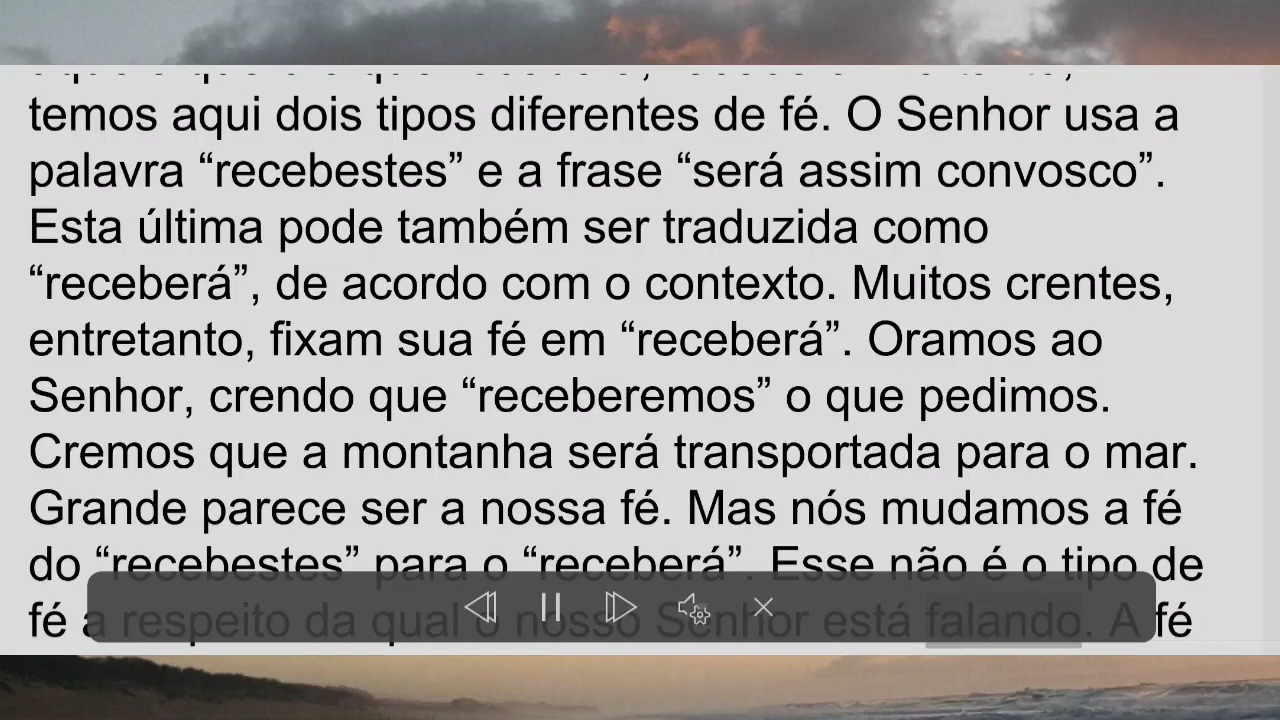 temos aqui dois tipos diferentes de fé. O Senhor usa a
palavra “recebestes” e a frase “será assim convosco”.
Esta última pode também ser traduzida como
“receberá”, de acordo com o contexto. Muitos crentes,
entretanto, fixam sua fé em “receberá”. Oramos ao
Senhor, crendo que “receberemos” o que pedimos.
Cremos que a montanha será transportada para o mar.
Grande parece ser a nossa fé. Mas nós mudamos a fé
do “recebestes” para o “receberá”. Esse não é o tipo de
fé a respeito da qual o nosso Senhor está falando. A fé